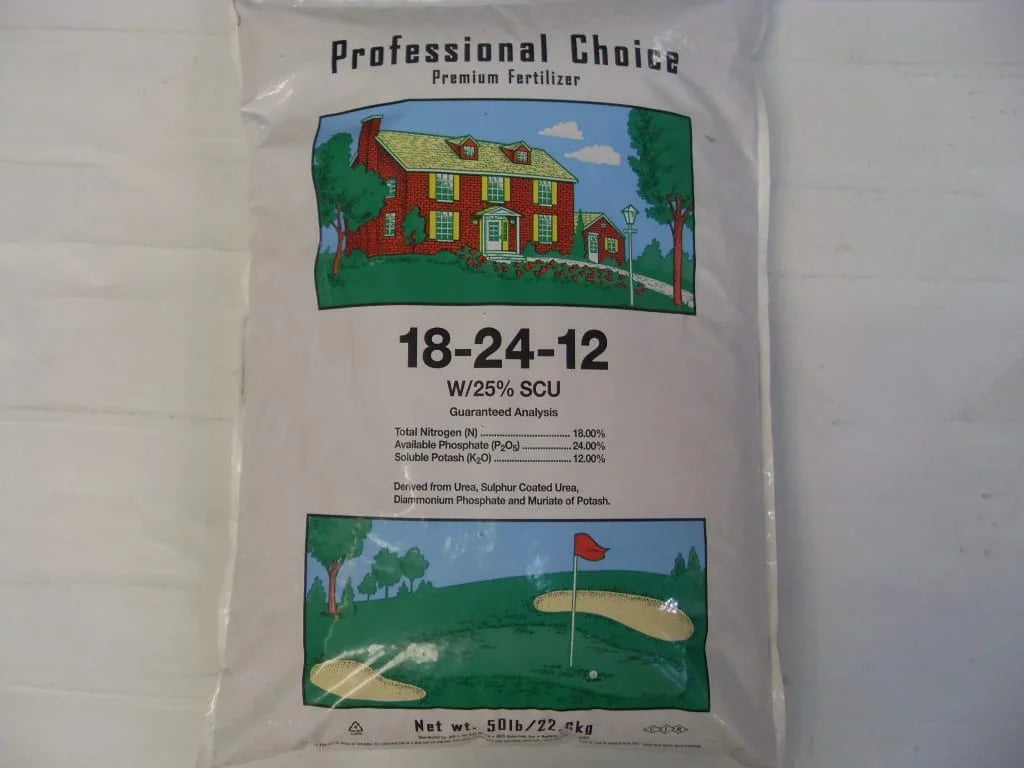 Professional Choice
Premium Fertilizer
18-24-12
W/25% SCU
Guaranteed Analysis
Total Nitrogen (N) ................................ 18.00%
Available Phosphate (P₂O₅) .................. 24.00%
Soluble Potash (K₂O) ............................ 12.00%
Derived from Urea, Sulphur Coated Urea,
Diammonium Phosphate and Muriate of Potash.
Net wt. 50lb/22.6kg